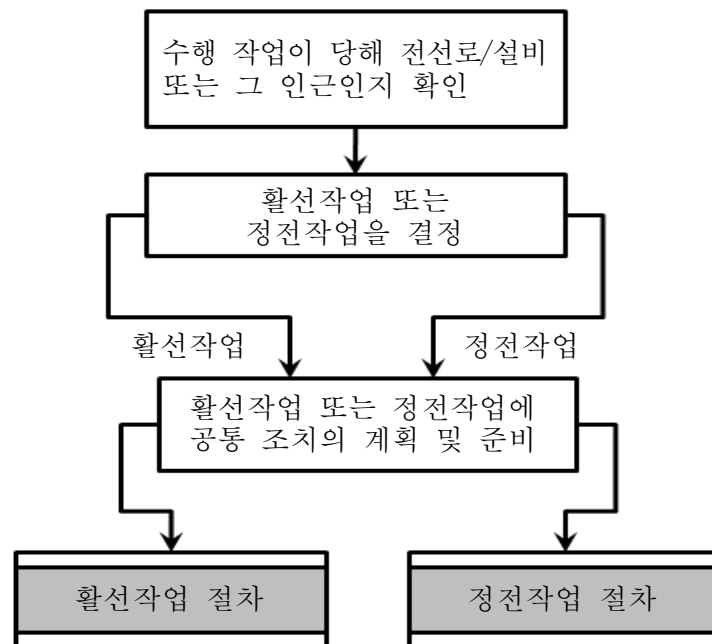 수행 작업이 당해 전선로/설비
또는 그 인근인지 확인
활선작업 또는
정전작업을 결정
활선작업
정전작업
활선작업 또는 정전작업에
공통 조치의 계획 및 준비
활선작업 절차
정전작업 절차